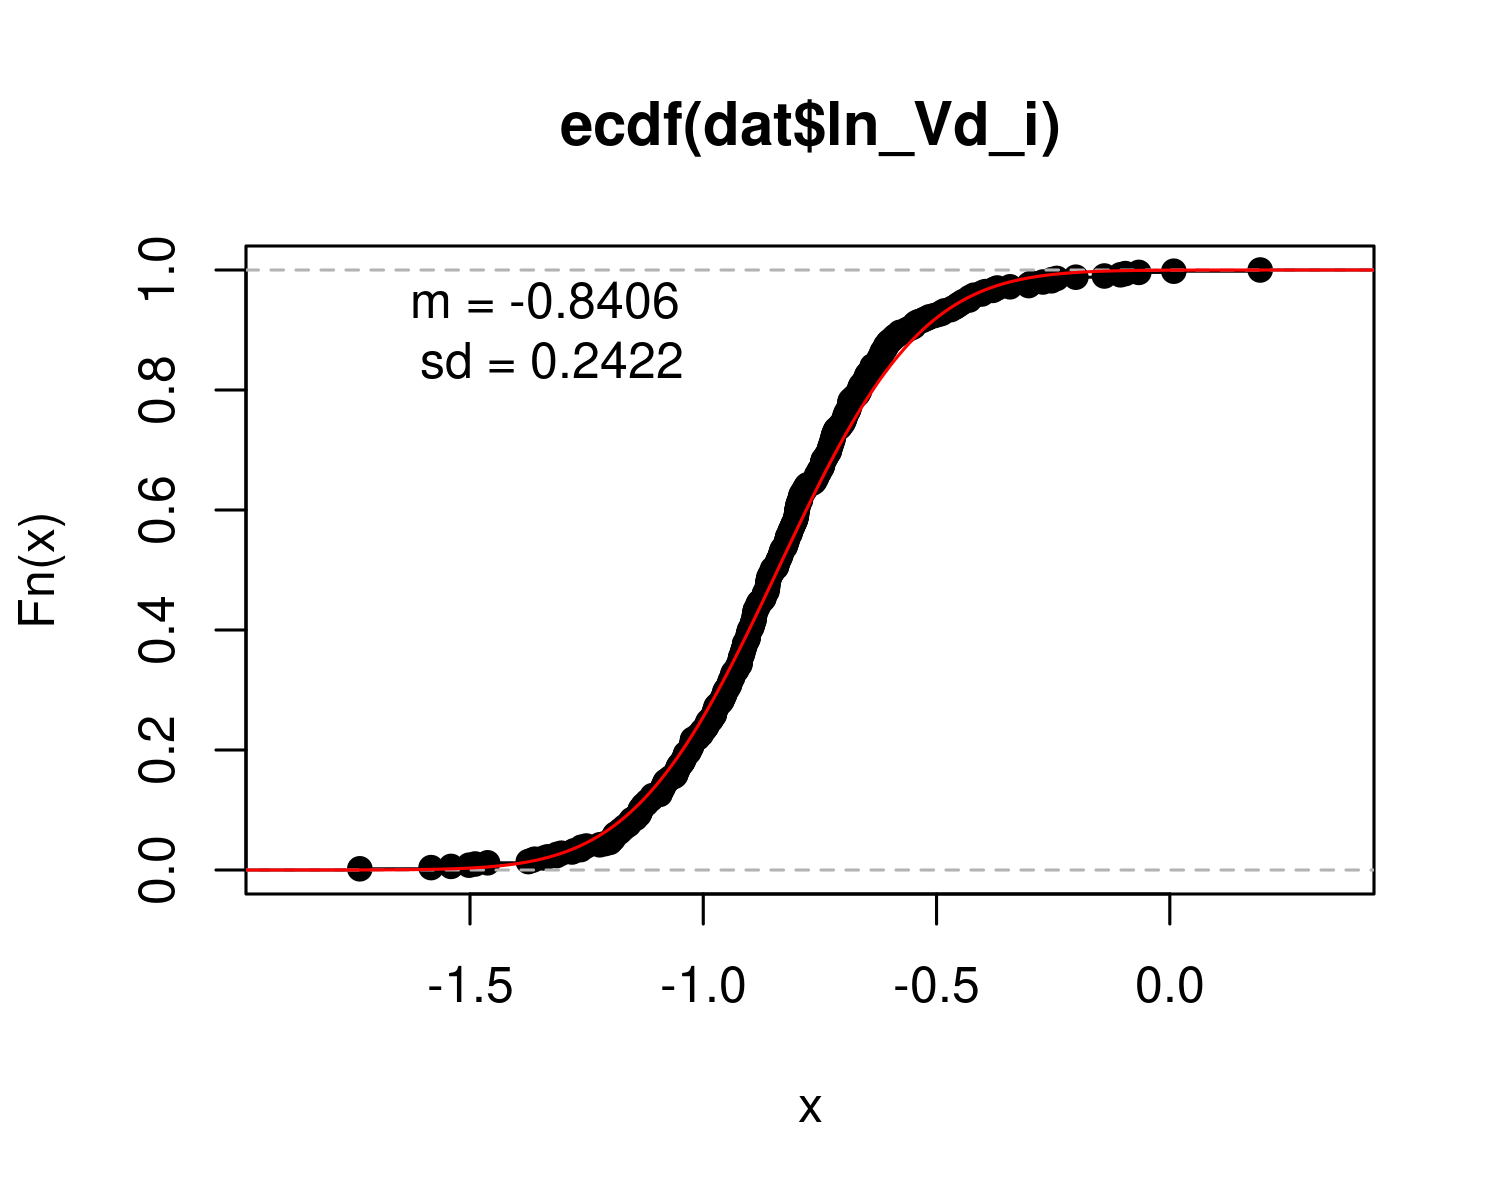 ecdf(dat$ln_Vd_i)
1.0
m = -0.8406
sd = 0.2422
0.8
0.6
Fn(x)
0.4
0.2
0.0
-1.5 -1.0 -0.5 0.0
x